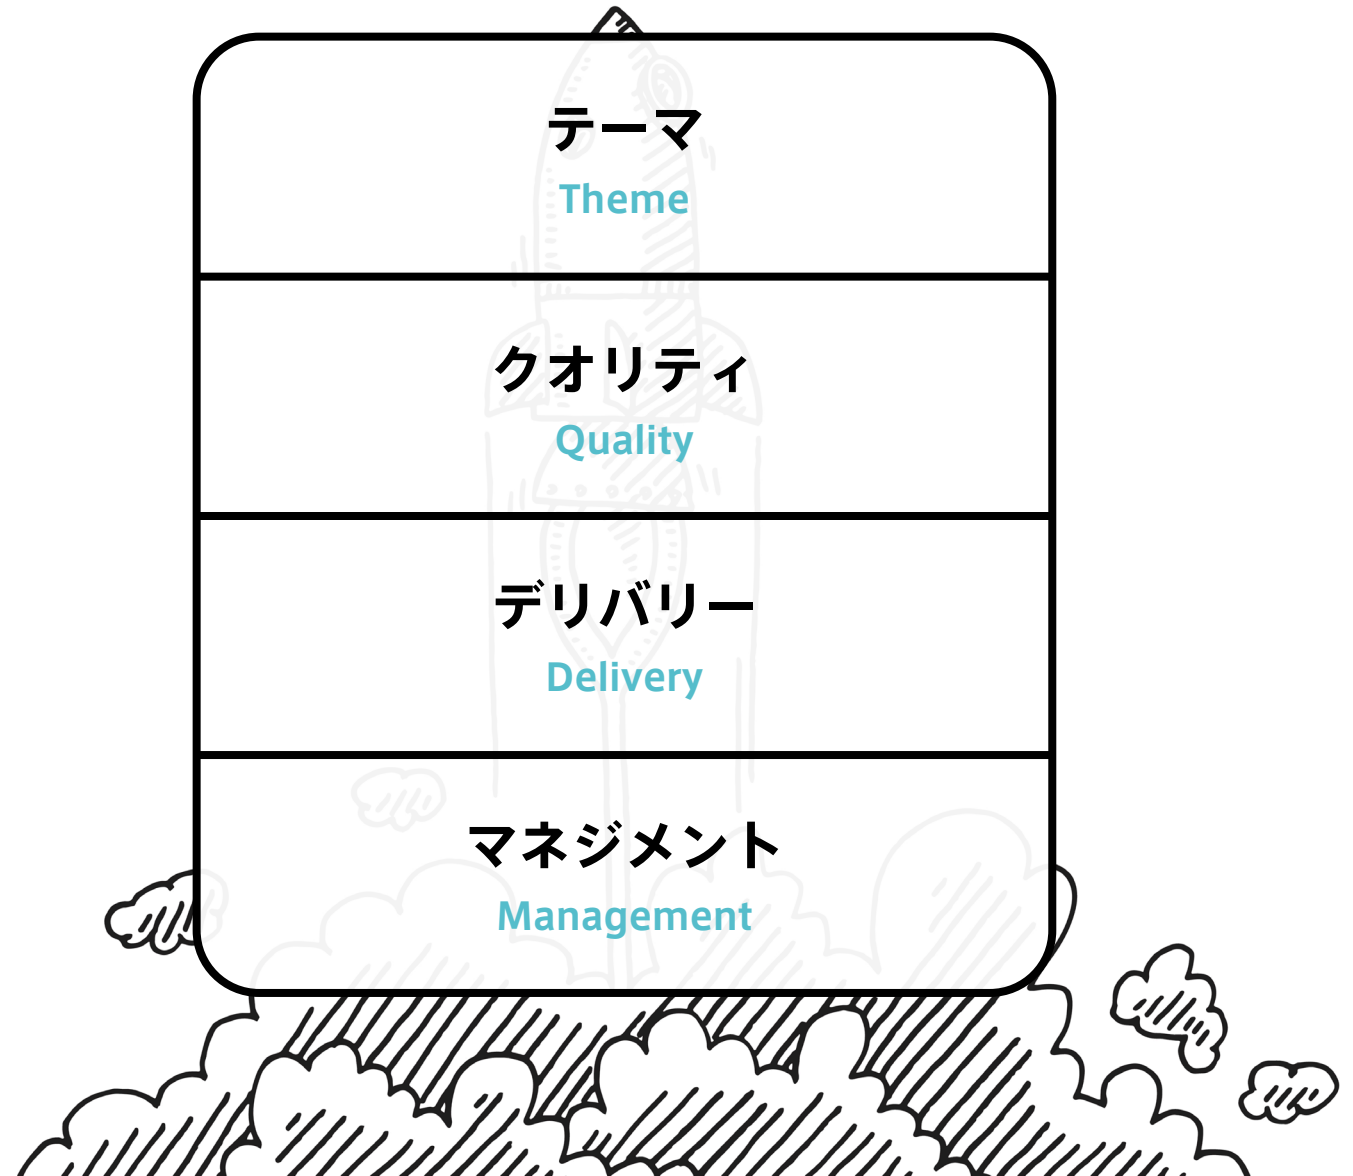 テーマ
Theme
クオリティ
Quality
デリバリー
Delivery
マネジメント
Management